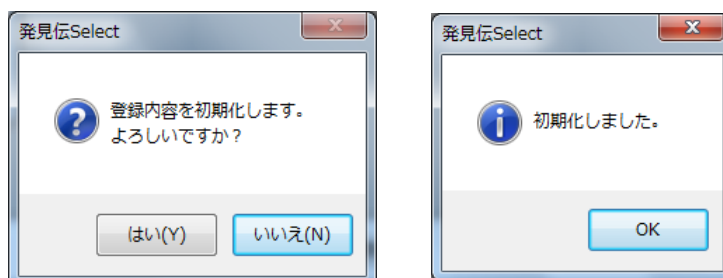 発見伝Select
登録内容を初期化します。
よろしいですか？
はい(Y)
いいえ(N)
発見伝Select
初期化しました。
OK